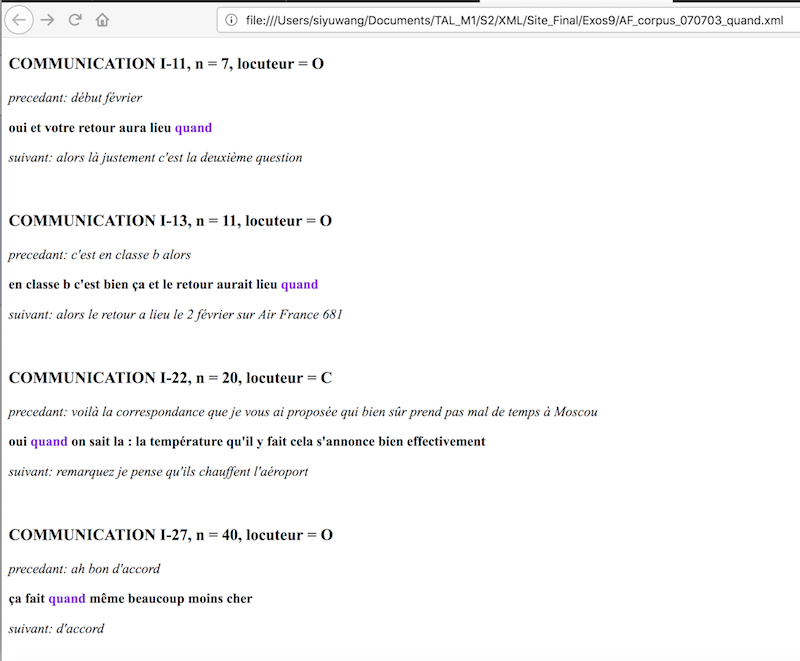 file:///Users/siyuwang/Documents/TAL_M1/S2/XML/Site_Final/Exos9/AF_corpus_070703_quand.xml
COMMUNICATION I-11, n = 7, locuteur = O
precedant: début février
oui et votre retour aura lieu quand
suivant: alors là justement c'est la deuxième question
COMMUNICATION I-13, n = 11, locuteur = O
precedant: c'est en classe b alors
en classe b c'est bien ça et le retour aurait lieu quand
suivant: alors le retour a lieu le 2 février sur Air France 681
COMMUNICATION I-22, n = 20, locuteur = C
precedant: voilà la correspondance que je vous ai proposée qui bien sûr prend pas mal de temps à Moscou
oui quand on sait la : la température qu'il y fait cela s'annonce bien effectivement
suivant: remarquez je pense qu'ils chauffent l'aéroport
COMMUNICATION I-27, n = 40, locuteur = O
precedant: ah bon d'accord
ça fait quand même beaucoup moins cher
suivant: d'accord